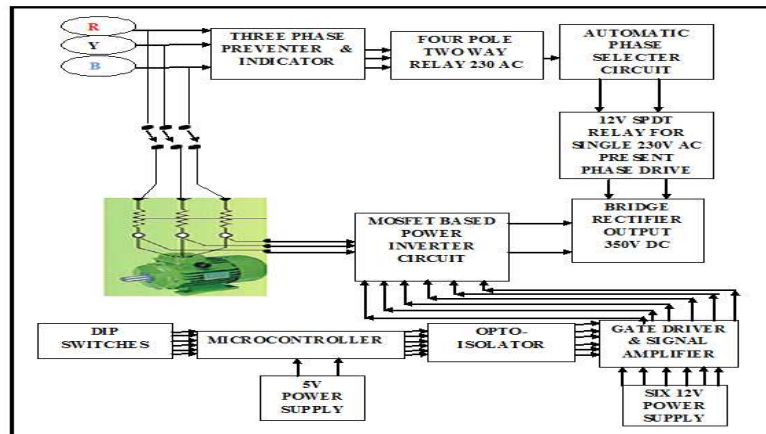 R
Y
B
THREE PHASE
PREVENTER &
INDICATOR
FOUR POLE
TWO WAY
RELAY 230 AC
AUTOMATIC
PHASE
SELECTER
CIRCUIT
12V SPDT
RELAY FOR
SINGLE 230V AC
PRESENT
PHASE DRIVE
MOSFET BASED
POWER
INVERTER
CIRCUIT
BRIDGE
RECTIFIER
OUTPUT
350V DC
DIP
SWITCHES
MICROCONTROLLER
OPTO-
ISOLATOR
GATE DRIVER
& SIGNAL
AMPLIFIER
5V
POWER
SUPPLY
SIX 12V
POWER
SUPPLY